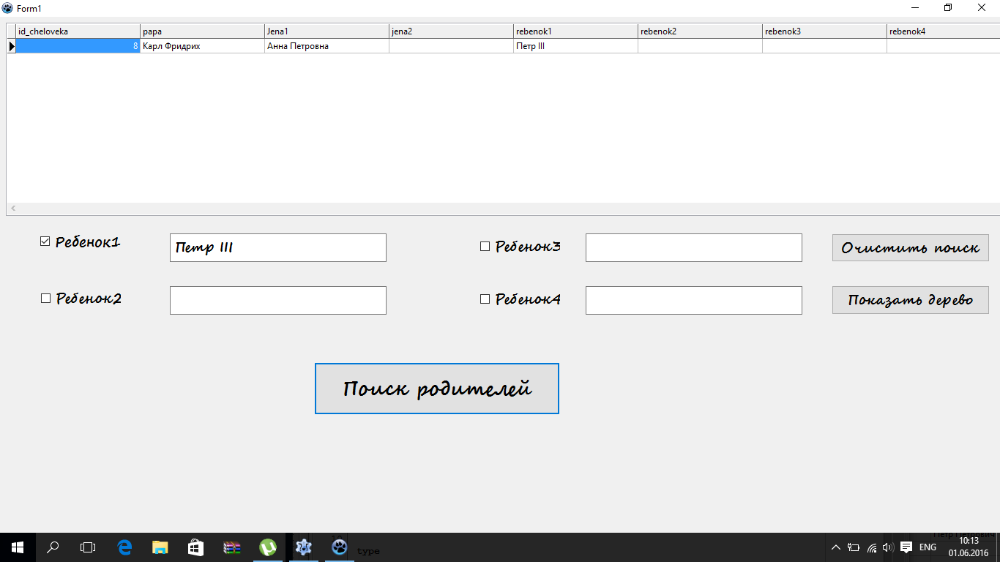 Form1
id_cheloveka papa Jena1 jena2 rebenok1 rebenok2 rebenok3 rebenok4
8 Карл Фридрих Анна Петровна Петр III
Ребенок1 Петр III Ребенок3 Очистить поиск
Ребенок2 Ребенок4 Показать дерево
Поиск родителей
type
Петр Петрович
ENG
10:13
01.06.2016